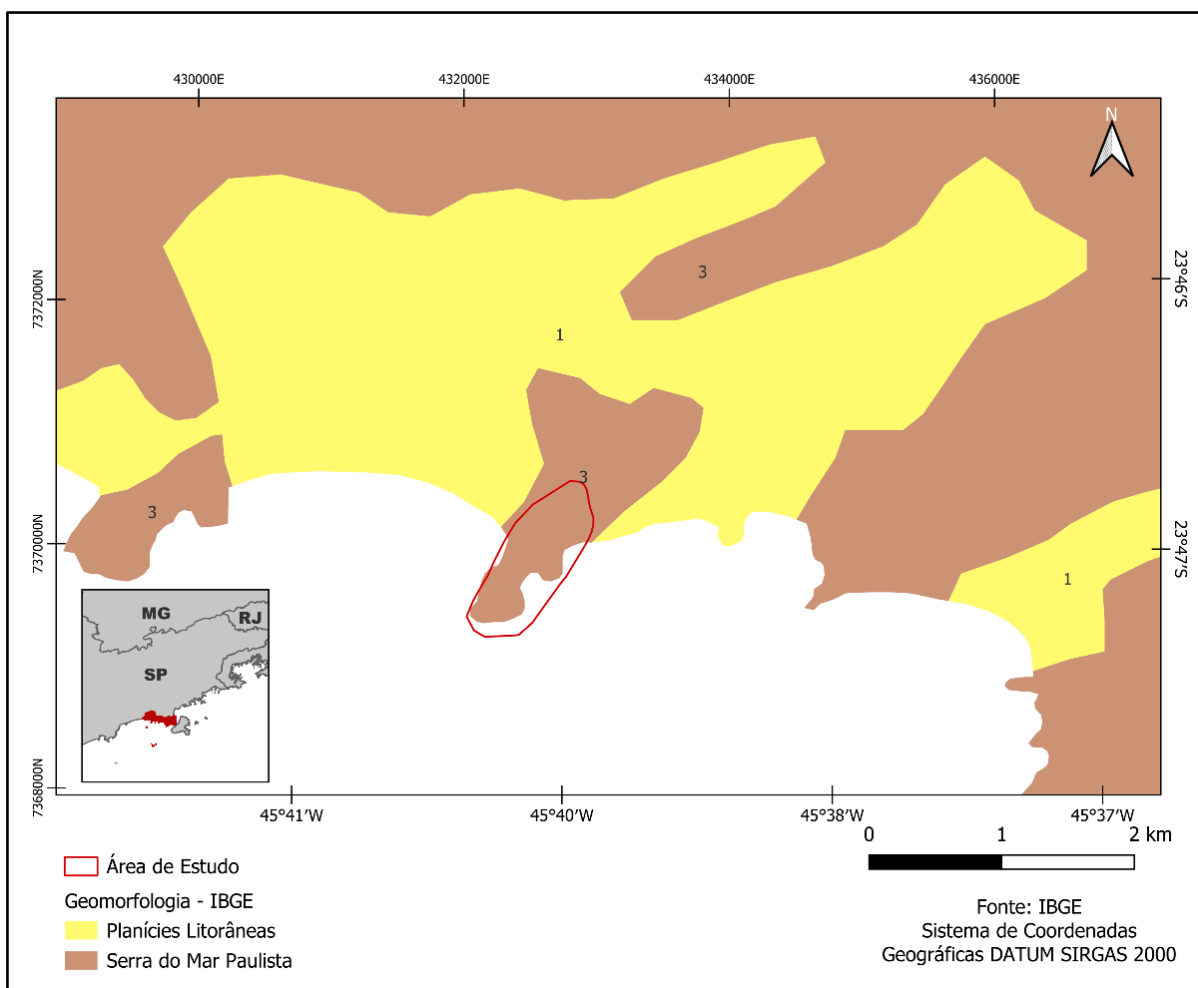 430000E
432000E
434000E
436000E
N
3
23°46'S
7372000N
1
3
3
7370000N
23°47'S
1
MG
RJ
SP
7368000N
45°41'W
45°40'W
45°38'W
45°37'W
0
1
2 km
Área de Estudo
Geomorfologia - IBGE
Planícies Litorâneas
Serra do Mar Paulista
Fonte: IBGE
Sistema de Coordenadas
Geográficas DATUM SIRGAS 2000